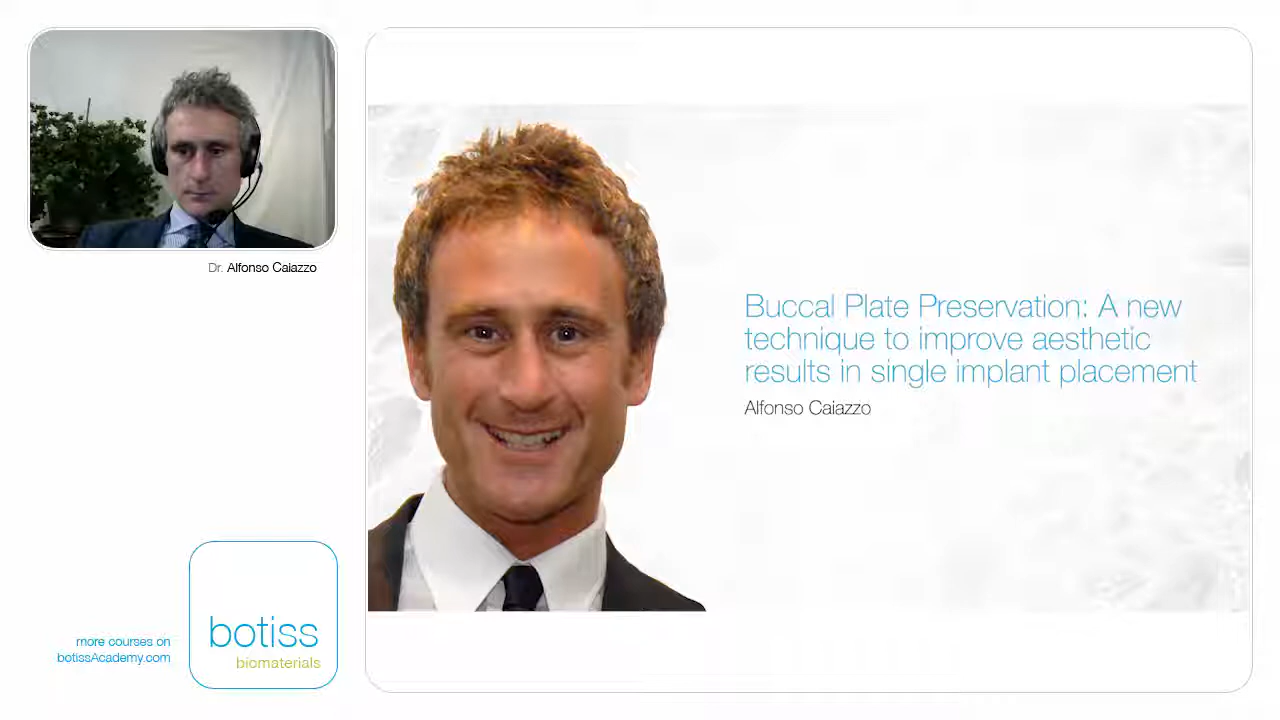 Dr. Alfonso Caiazzo
Buccal Plate Preservation: A new
technique to improve aesthetic
results in single implant placement
Alfonso Caiazzo
more courses on
botissAcademy.com
botiss
biomaterials